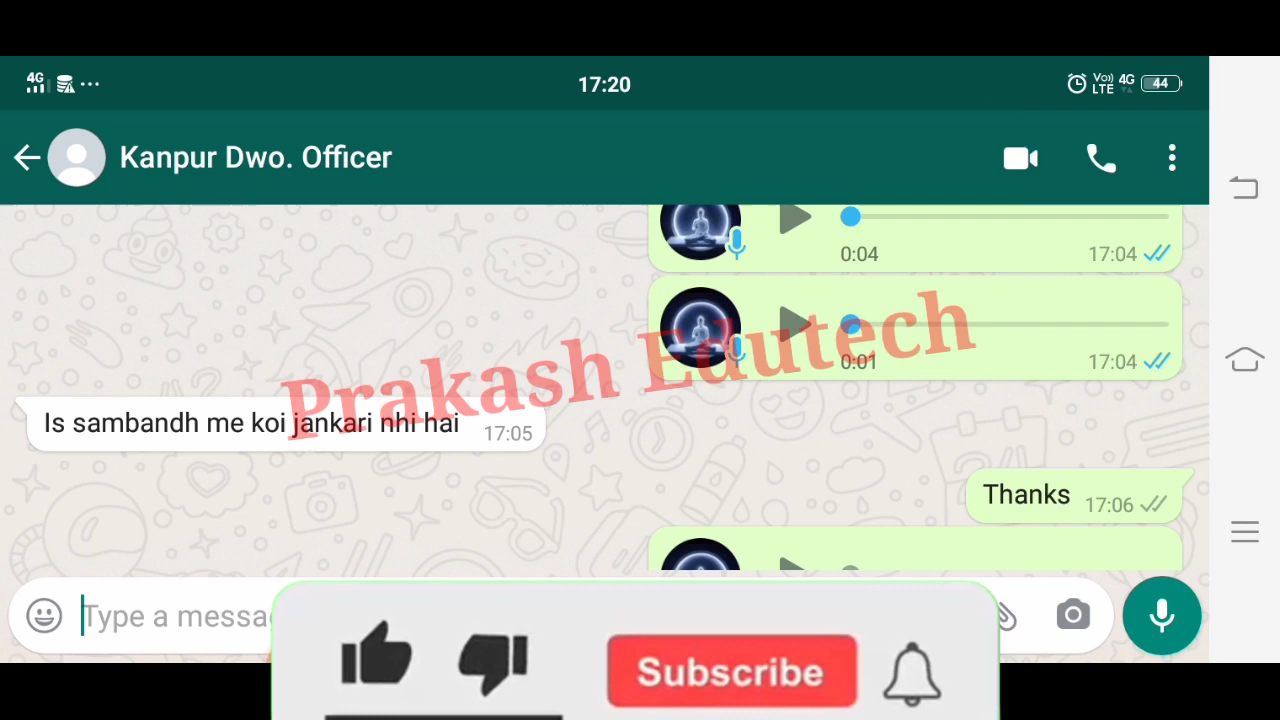 4G
17:20
Vo)) LTE 4G 44
Kanpur Dwo. Officer
0:04 17:04
0:01 17:04
Prakash Edutech
Is sambandh me koi jankari nhi hai 17:05
Thanks 17:06
Type a messa
Subscribe